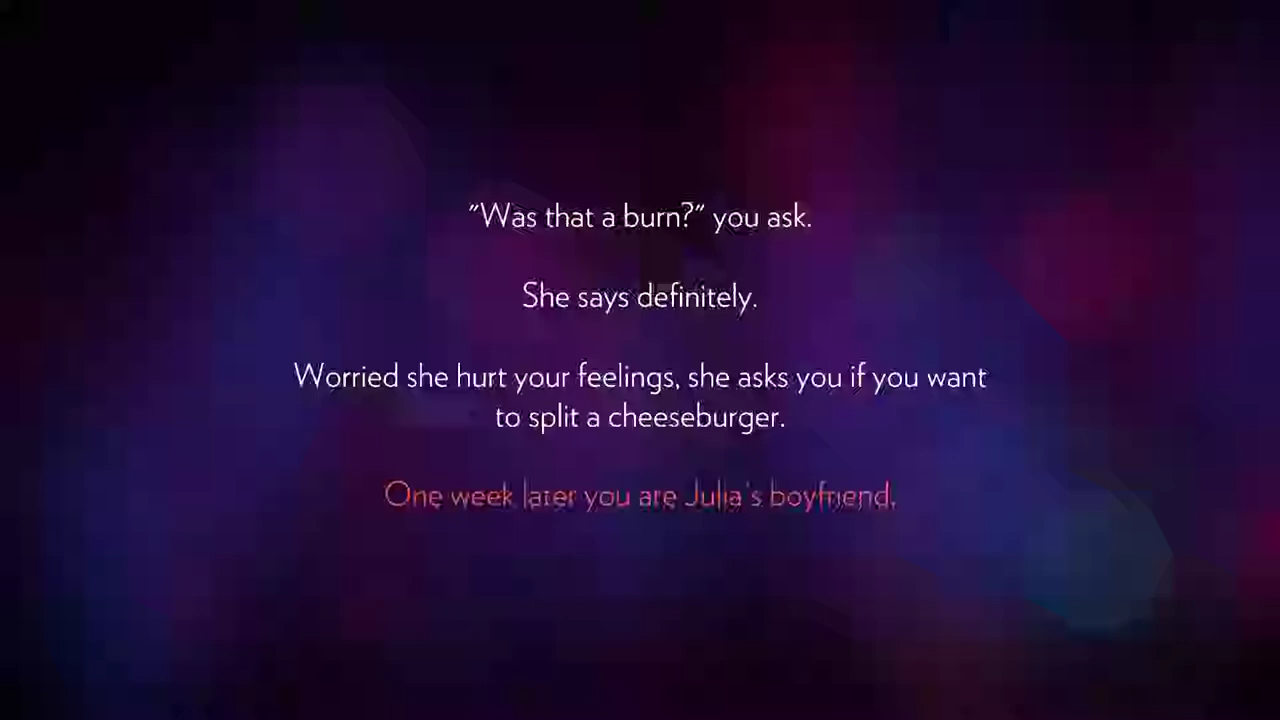 "Was that a burn?" you ask.
She says definitely.
Worried she hurt your feelings, she asks you if you want
to split a cheeseburger.
One week later you are Julia's boyfriend.